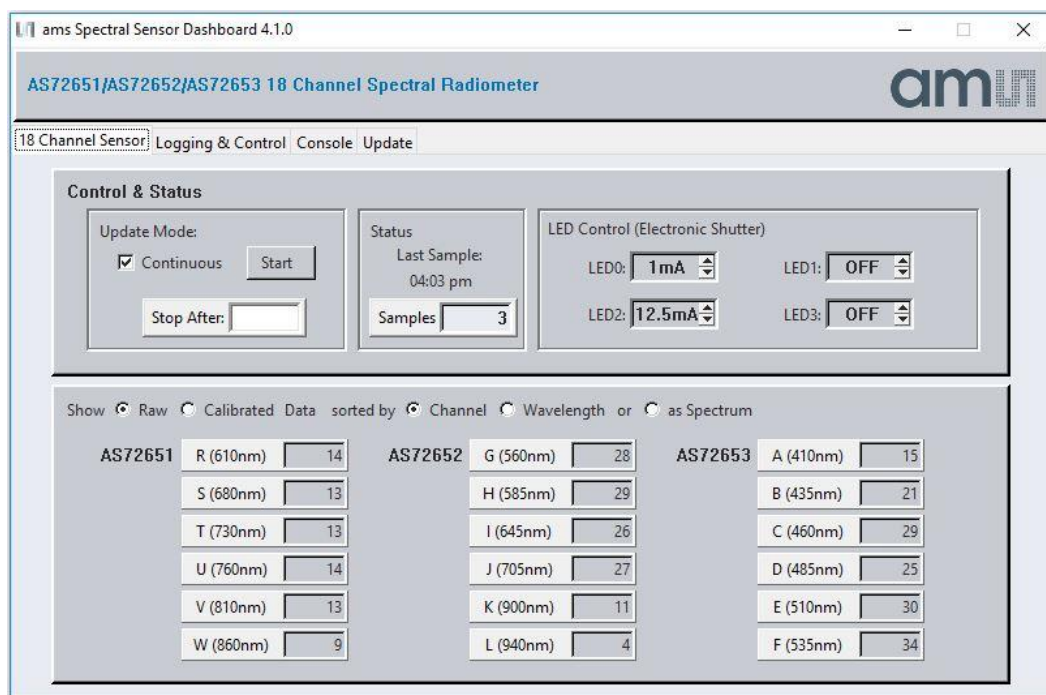 ams Spectral Sensor Dashboard 4.1.0
AS72651/AS72652/AS72653 18 Channel Spectral Radiometer
am
18 Channel Sensor Logging & Control Console Update
Control & Status
Update Mode:
Continuous Start
Stop After:
Status
Last Sample:
04:03 pm
Samples 3
LED Control (Electronic Shutter)
LED0: 1mA LED1: OFF
LED2: 12.5mA LED3: OFF
Show Raw Calibrated Data sorted by Channel Wavelength or as Spectrum
AS72651 R (610nm) 14 AS72652 G (560nm) 28 AS72653 A (410nm) 15
S (680nm) 13 H (585nm) 29 B (435nm) 21
T (730nm) 13 I (645nm) 26 C (460nm) 29
U (760nm) 14 J (705nm) 27 D (485nm) 25
V (810nm) 13 K (900nm) 11 E (510nm) 30
W (860nm) 9 L (940nm) 4 F (535nm) 34